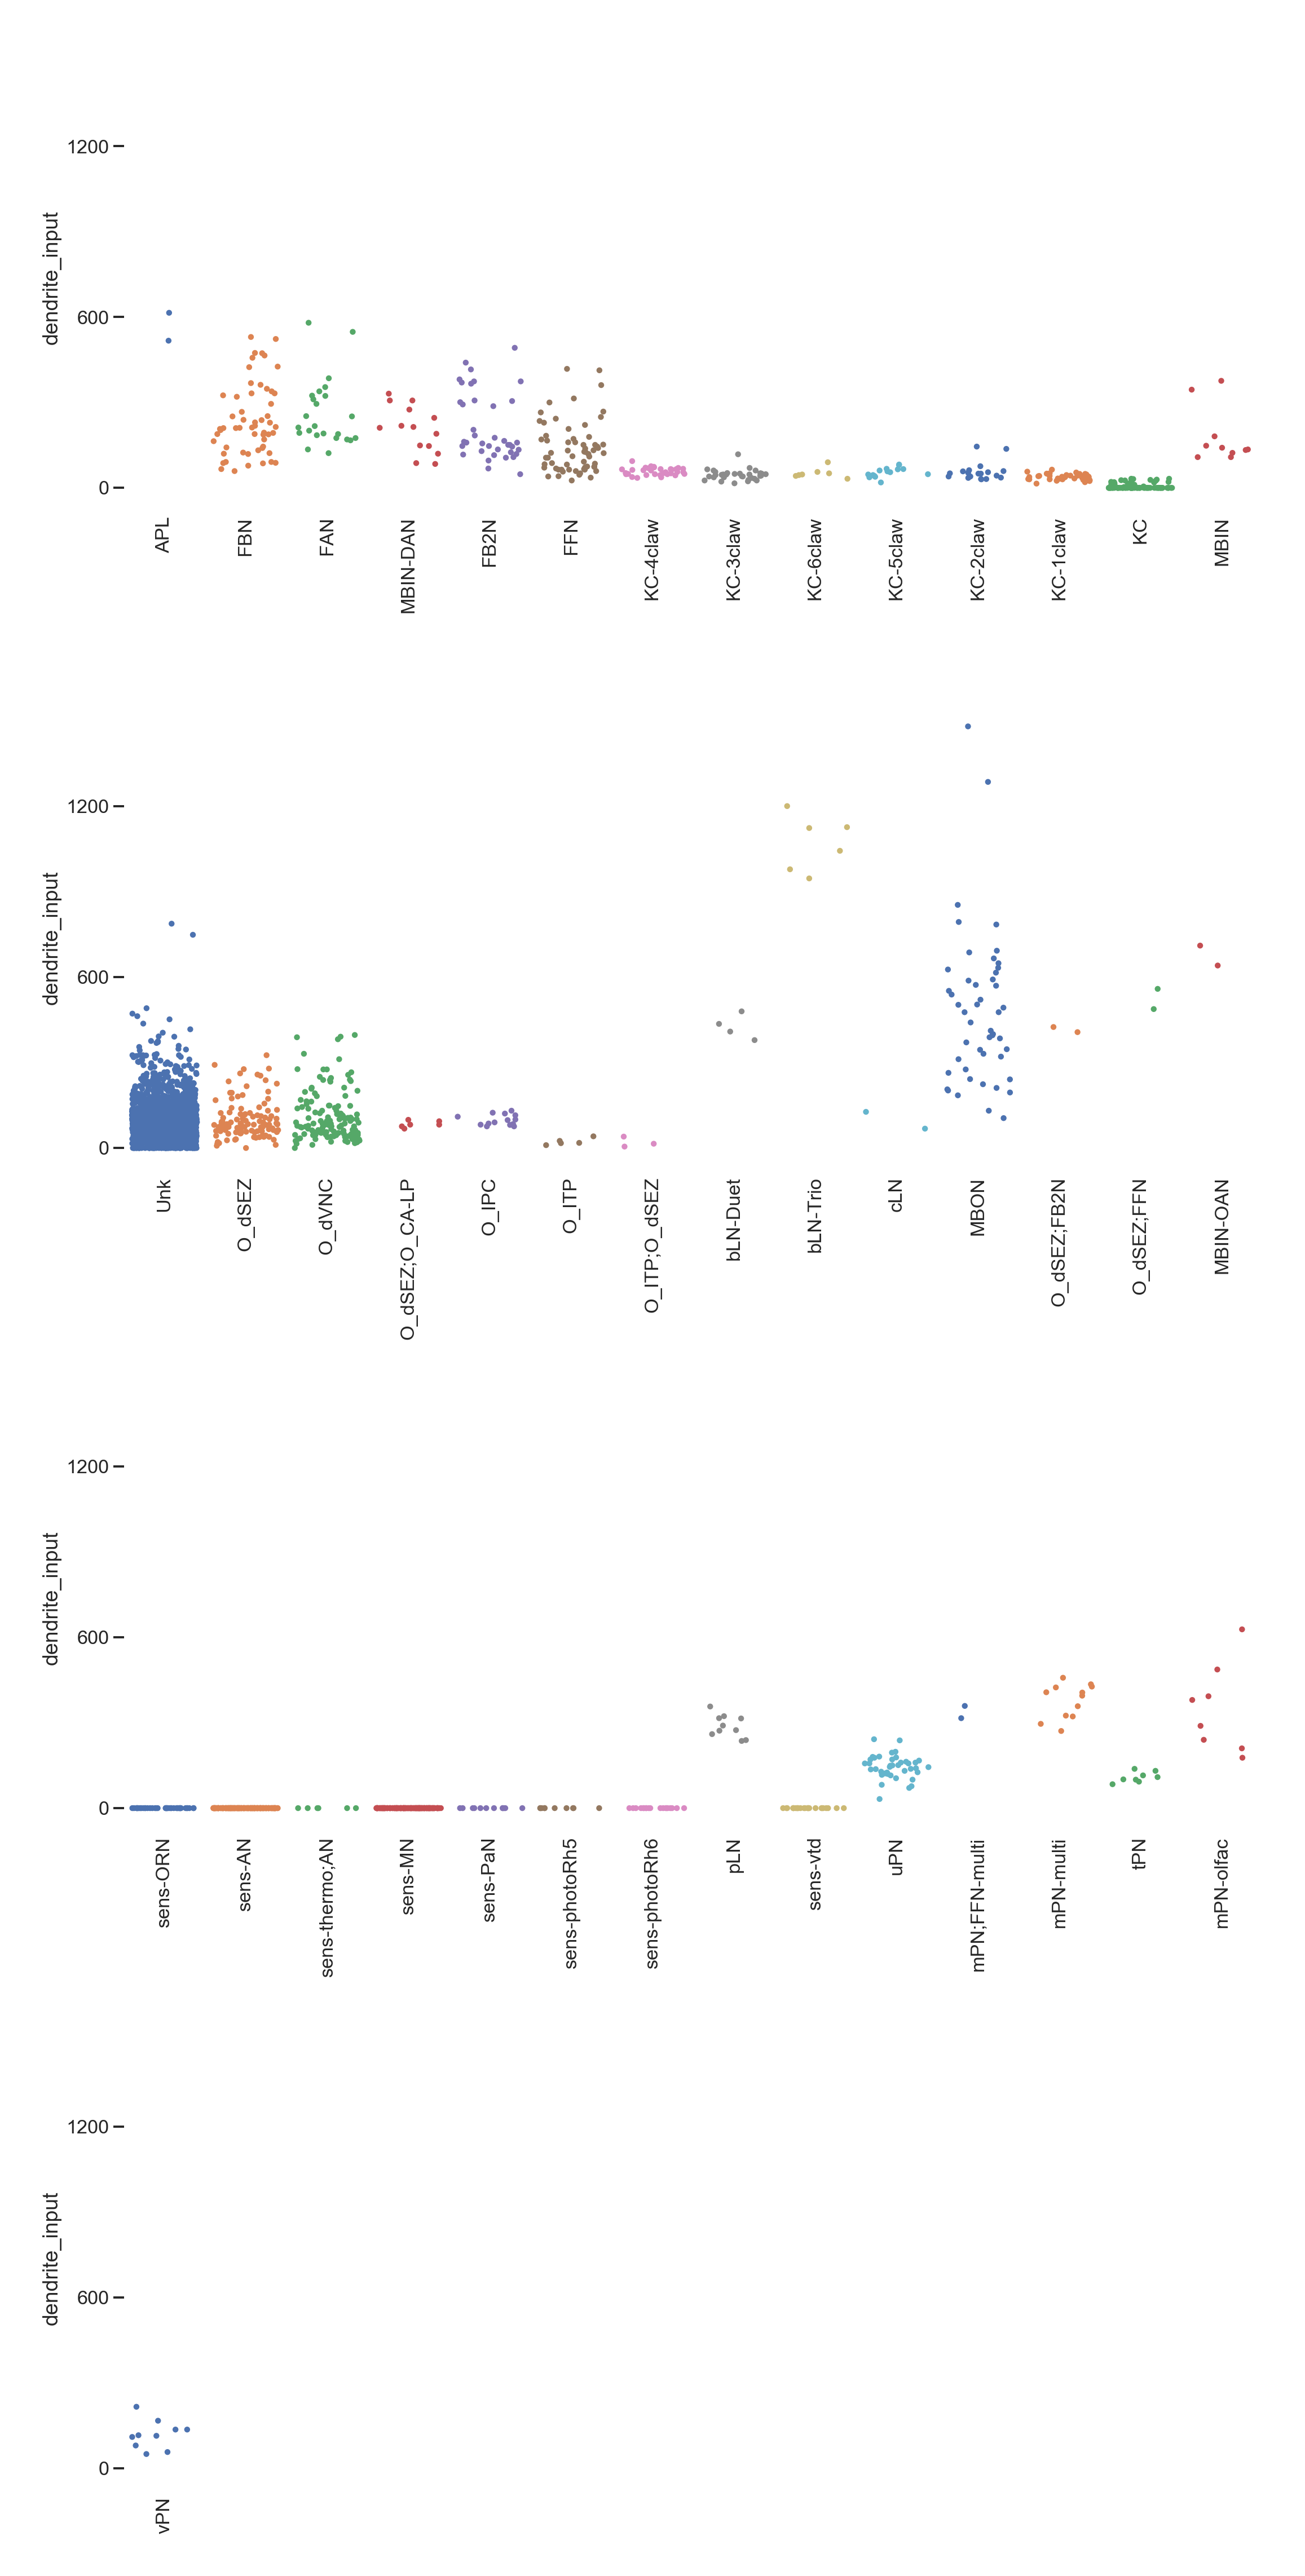 1200
dendrite_input
600
0
APL
FBN
FAN
MBIN-DAN
FB2N
FFN
KC-4claw
KC-3claw
KC-6claw
KC-5claw
KC-2claw
KC-1claw
KC
MBIN
1200
dendrite_input
600
0
Unk
O_dSEZ
O_dVNC
O_dSEZ;O_CA-LP
O_IPC
O_ITP
O_ITP;O_dSEZ
bLN-Duet
bLN-Trio
cLN
MBON
O_dSEZ;FB2N
O_dSEZ;FFN
MBIN-OAN
1200
dendrite_input
600
0
sens-ORN
sens-AN
sens-thermo;AN
sens-MN
sens-PaN
sens-photoRh5
sens-photoRh6
pLN
sens-vtd
uPN
mPN;FFN-multi
mPN-multi
tPN
mPN-olfac
1200
dendrite_input
600
0
vPN